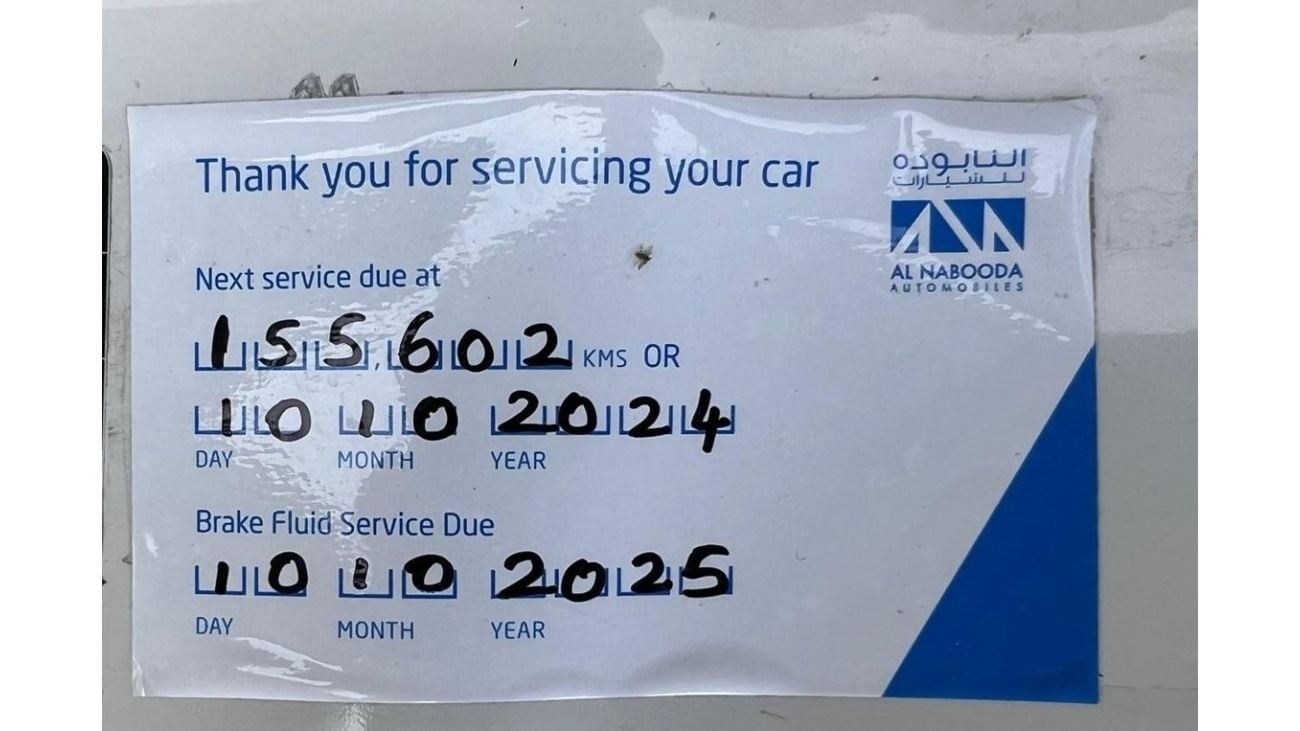 Thank you for servicing your car
النابوده
للسيارات
AL NABOODA
AUTOMOBILES
Next service due at
155,602 KMS OR
10 10 2024
DAY MONTH YEAR
Brake Fluid Service Due
10 10 2025
DAY MONTH YEAR